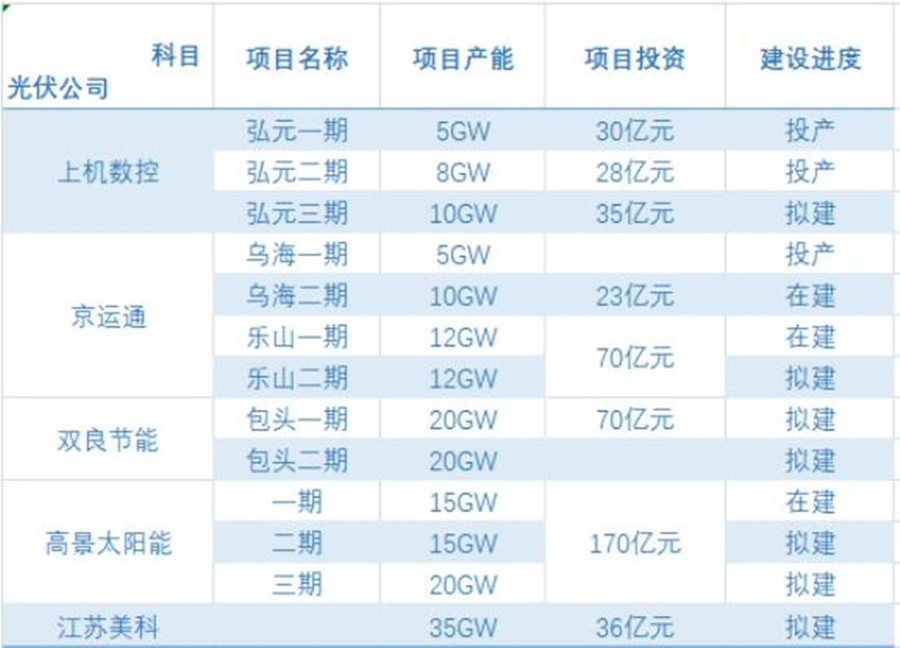 科目
光伏公司 项目名称 项目产能 项目投资 建设进度
弘元一期 5GW 30亿元 投产
上机数控 弘元二期 8GW 28亿元 投产
弘元三期 10GW 35亿元 拟建
乌海一期 5GW 投产
乌海二期 10GW 23亿元 在建
京运通
乐山一期 12GW 在建
70亿元
乐山二期 12GW 拟建
包头一期 20GW 70亿元 拟建
双良节能
包头二期 20GW 拟建
一期 15GW 在建
高景太阳能 二期 15GW 170亿元 拟建
三期 20GW 拟建
江苏美科 35GW 36亿元 拟建